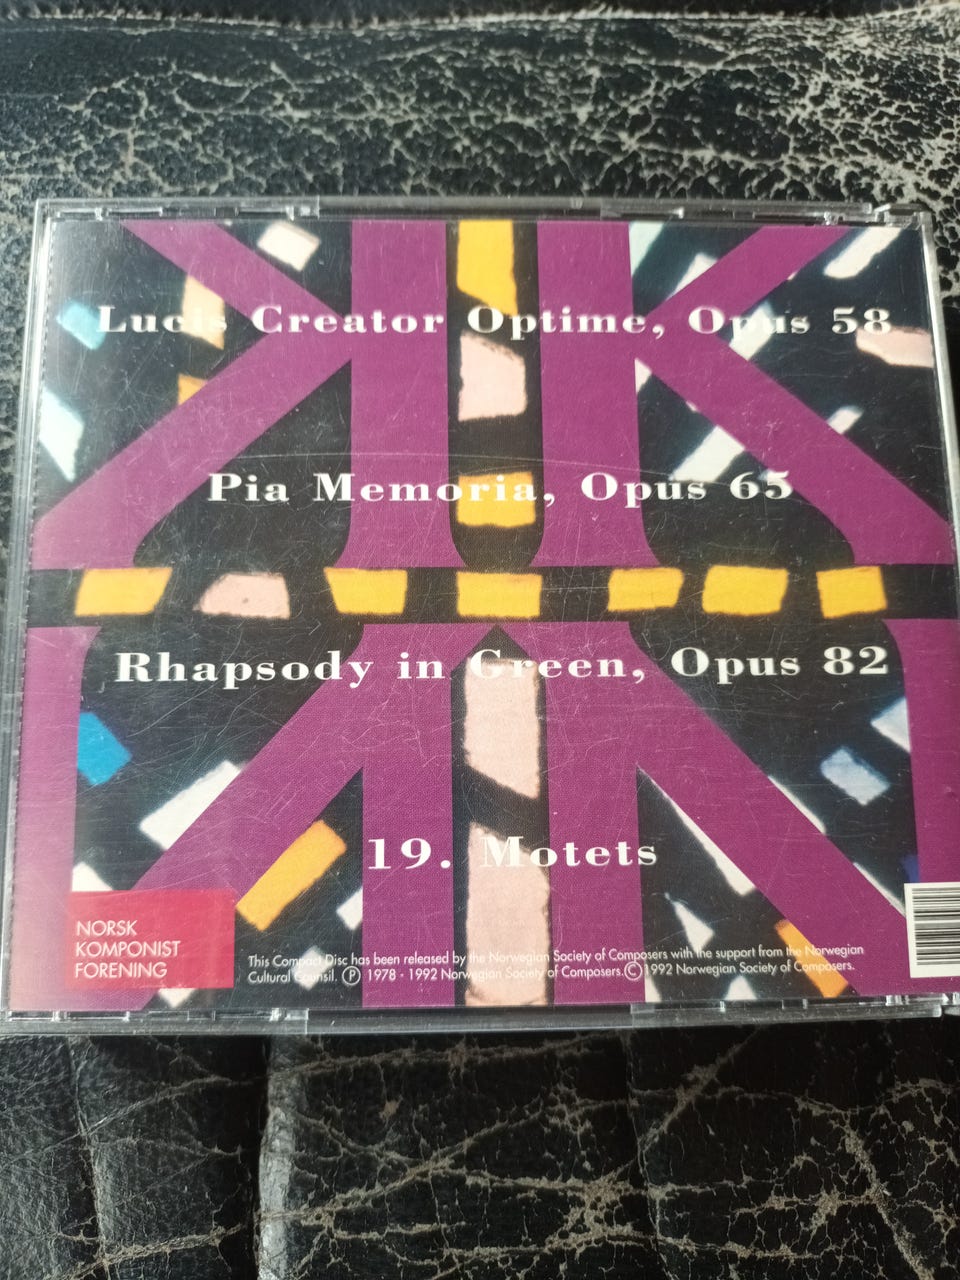 Lucis Creator Optime, Opus 58
Pia Memoria, Opus 65
Rhapsody in Green, Opus 82
19. Motets
NORSK
KOMPONIST
FORENING
This Compact Disc has been released by the Norwegian Society of Composers with the support from the Norwegian
Cultural Counsil. Ⓟ 1978 - 1992 Norwegian Society of Composers. © 1992 Norwegian Society of Composers.